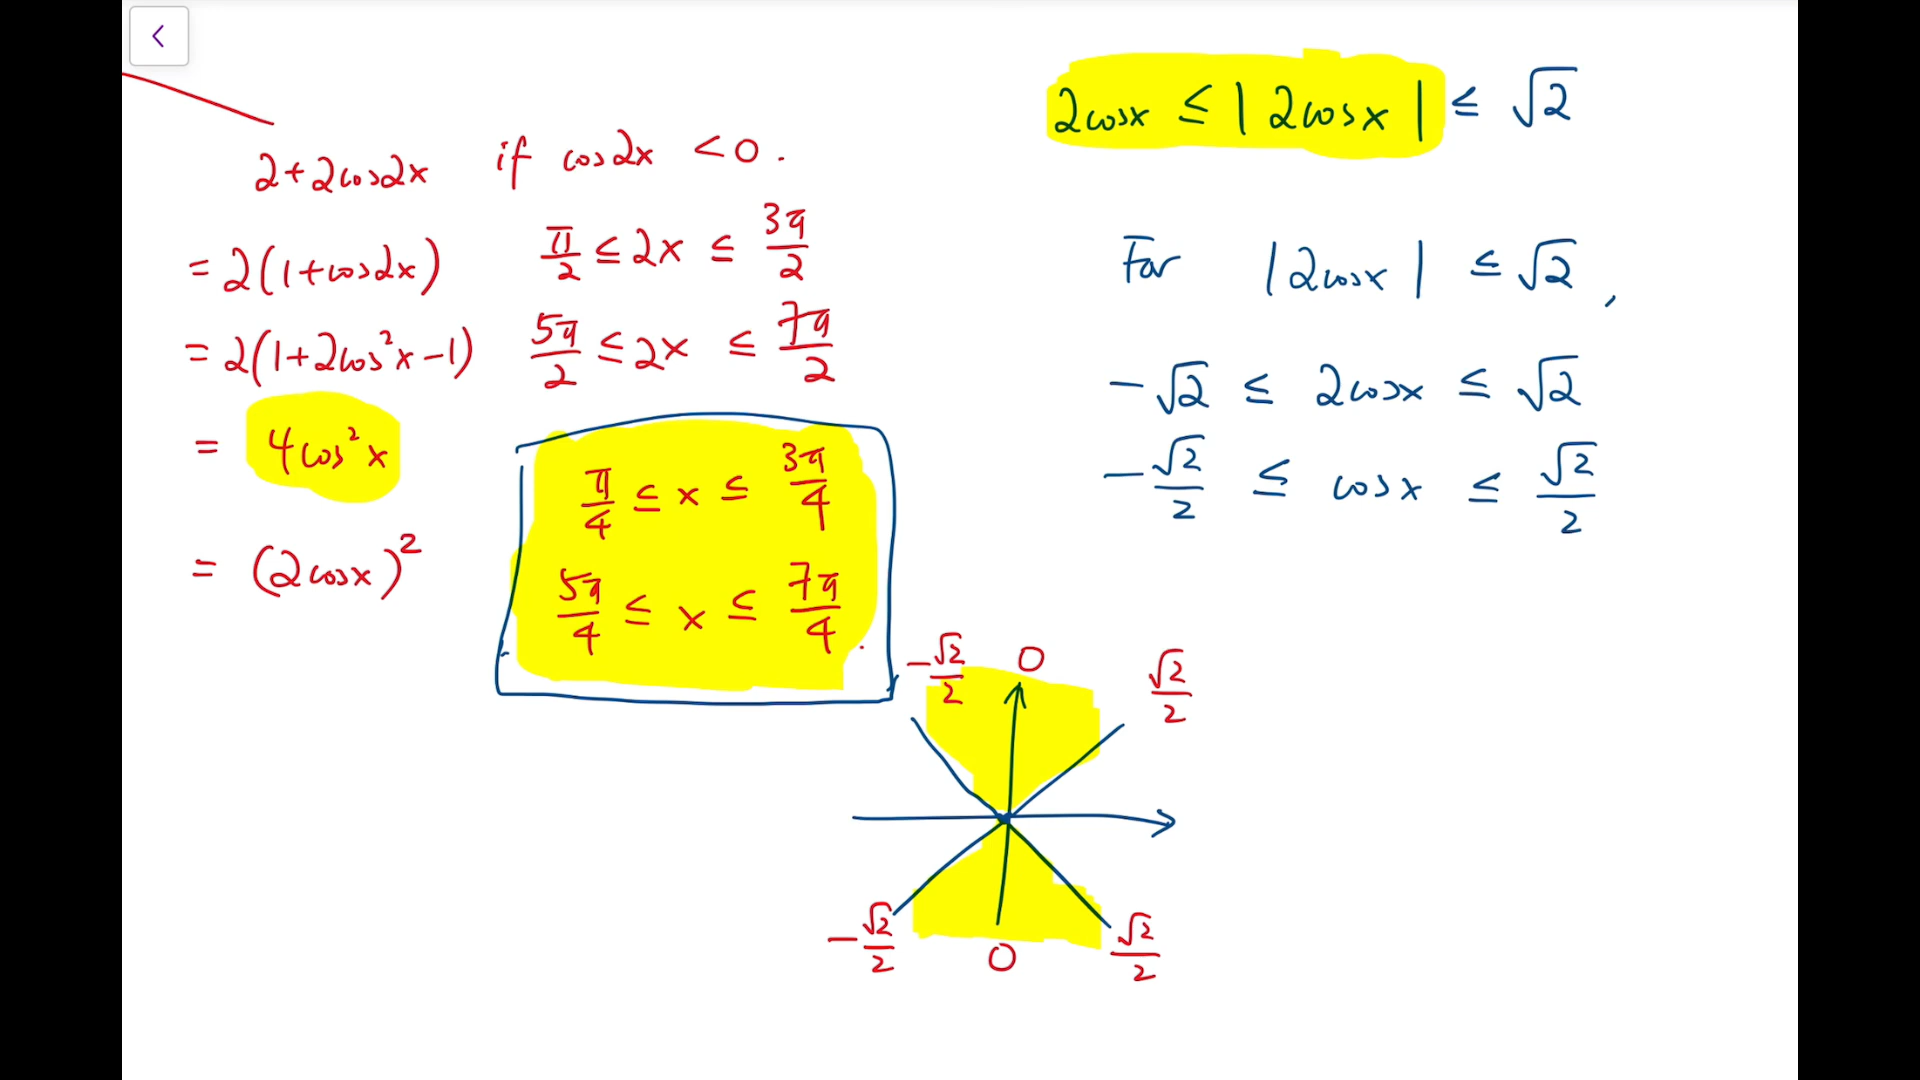 2+2cos2x if cos2x <0.
= 2(1+cos2x)
π/2 ≤ 2x ≤ 3π/2
= 2(1+2cos²x-1)
5π/2 ≤ 2x ≤ 7π/2
= 4cos²x
π/4 ≤ x ≤ 3π/4
= (2cosx)²
5π/4 ≤ x ≤ 7π/4.
2cosx ≤ |2cosx| ≤ √2
For |2cosx| ≤ √2,
-√2 ≤ 2cosx ≤ √2
-√2/2 ≤ cosx ≤ √2/2
-√2/2 0 √2/2
-√2/2 0 √2/2